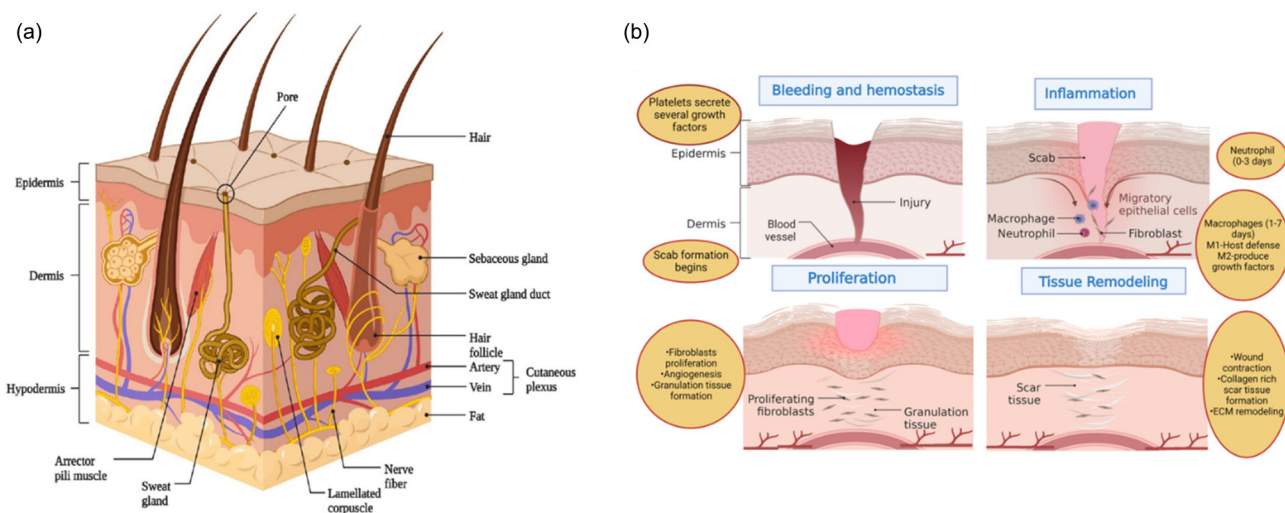 (a)
Pore
Hair
Epidermis
Dermis
Sebaceous gland
Sweat gland duct
Hair
follicle
Hypodermis
Artery
Vein
Cutaneous
plexus
Fat
Arrector
pili muscle
Sweat
gland
Lamellated
corpuscle
Nerve
fiber
(b)
Bleeding and hemostasis
Platelets secrete
several growth
factors
Epidermis
Dermis
Injury
Blood
vessel
Scab formation
begins
Inflammation
Scab
Neutrophil
(0-3 days
Migratory
epithelial cells
Macrophage
Neutrophil
Fibroblast
Macrophages (1-7
days)
M1-Host defense
M2-produce
growth factors
Proliferation
•Fibroblasts
proliferation
•Angiogenesis
•Granulation tissue
formation
Proliferating
fibroblasts
Granulation
tissue
Tissue Remodeling
Scar
tissue
•Wound
contraction
•Collagen rich
scar tissue
formation
•ECM remodeling